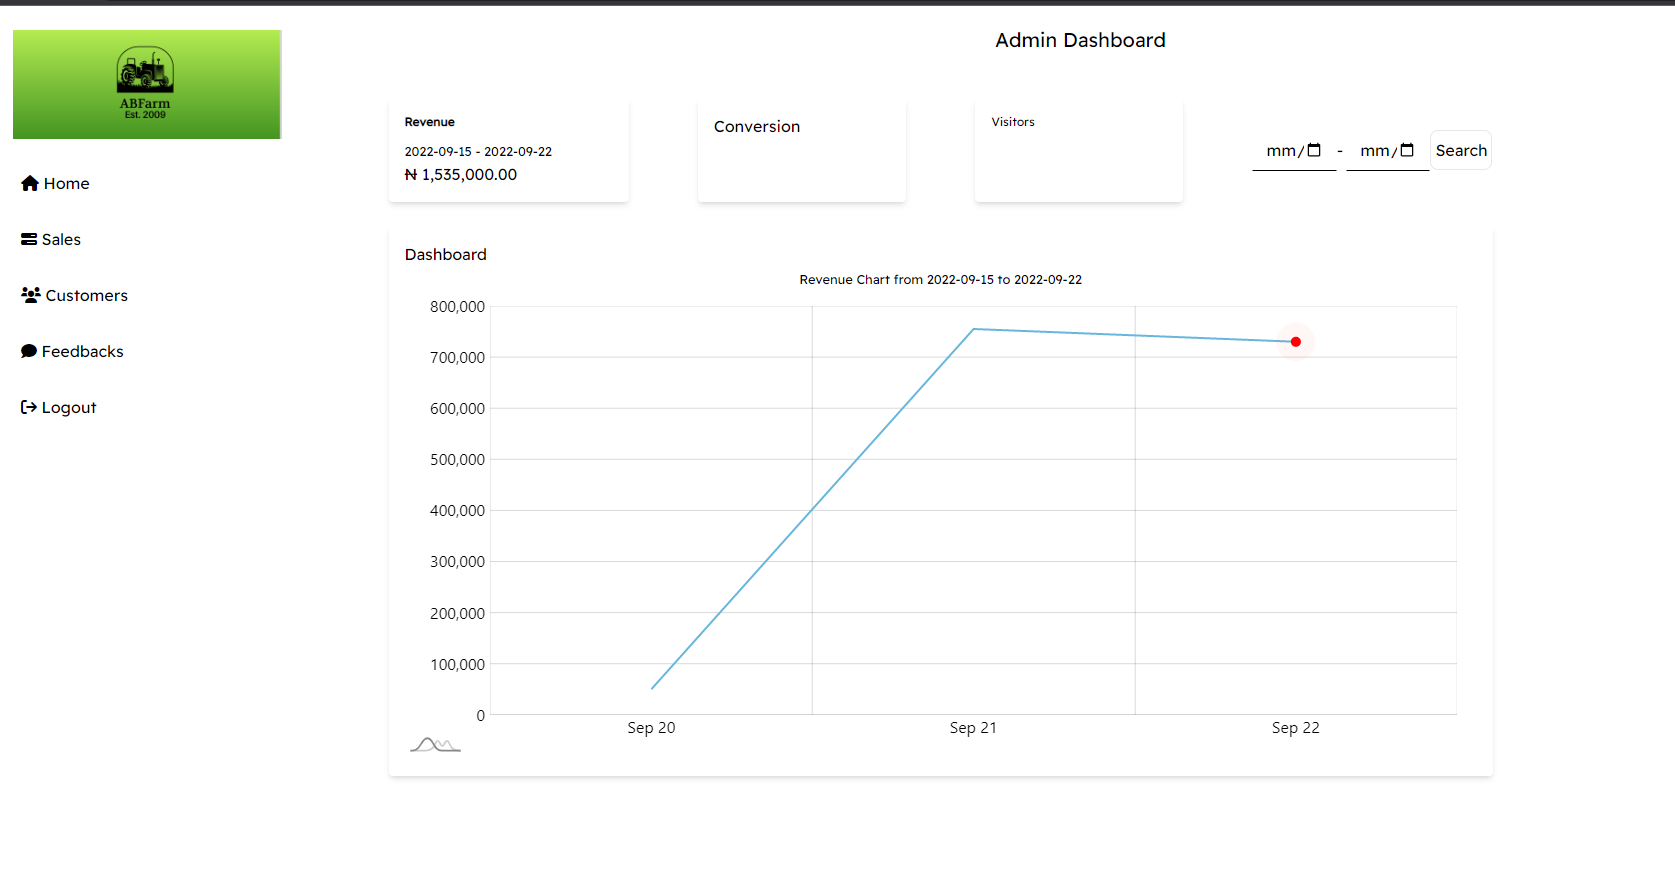 ABFarm
Est. 2009
Home
Sales
Customers
Feedbacks
Logout
Admin Dashboard
Revenue
2022-09-15 - 2022-09-22
₦ 1,535,000.00
Conversion
Visitors
mm/ - mm/ Search
Dashboard
Revenue Chart from 2022-09-15 to 2022-09-22
800,000
700,000
600,000
500,000
400,000
300,000
200,000
100,000
0
Sep 20 Sep 21 Sep 22